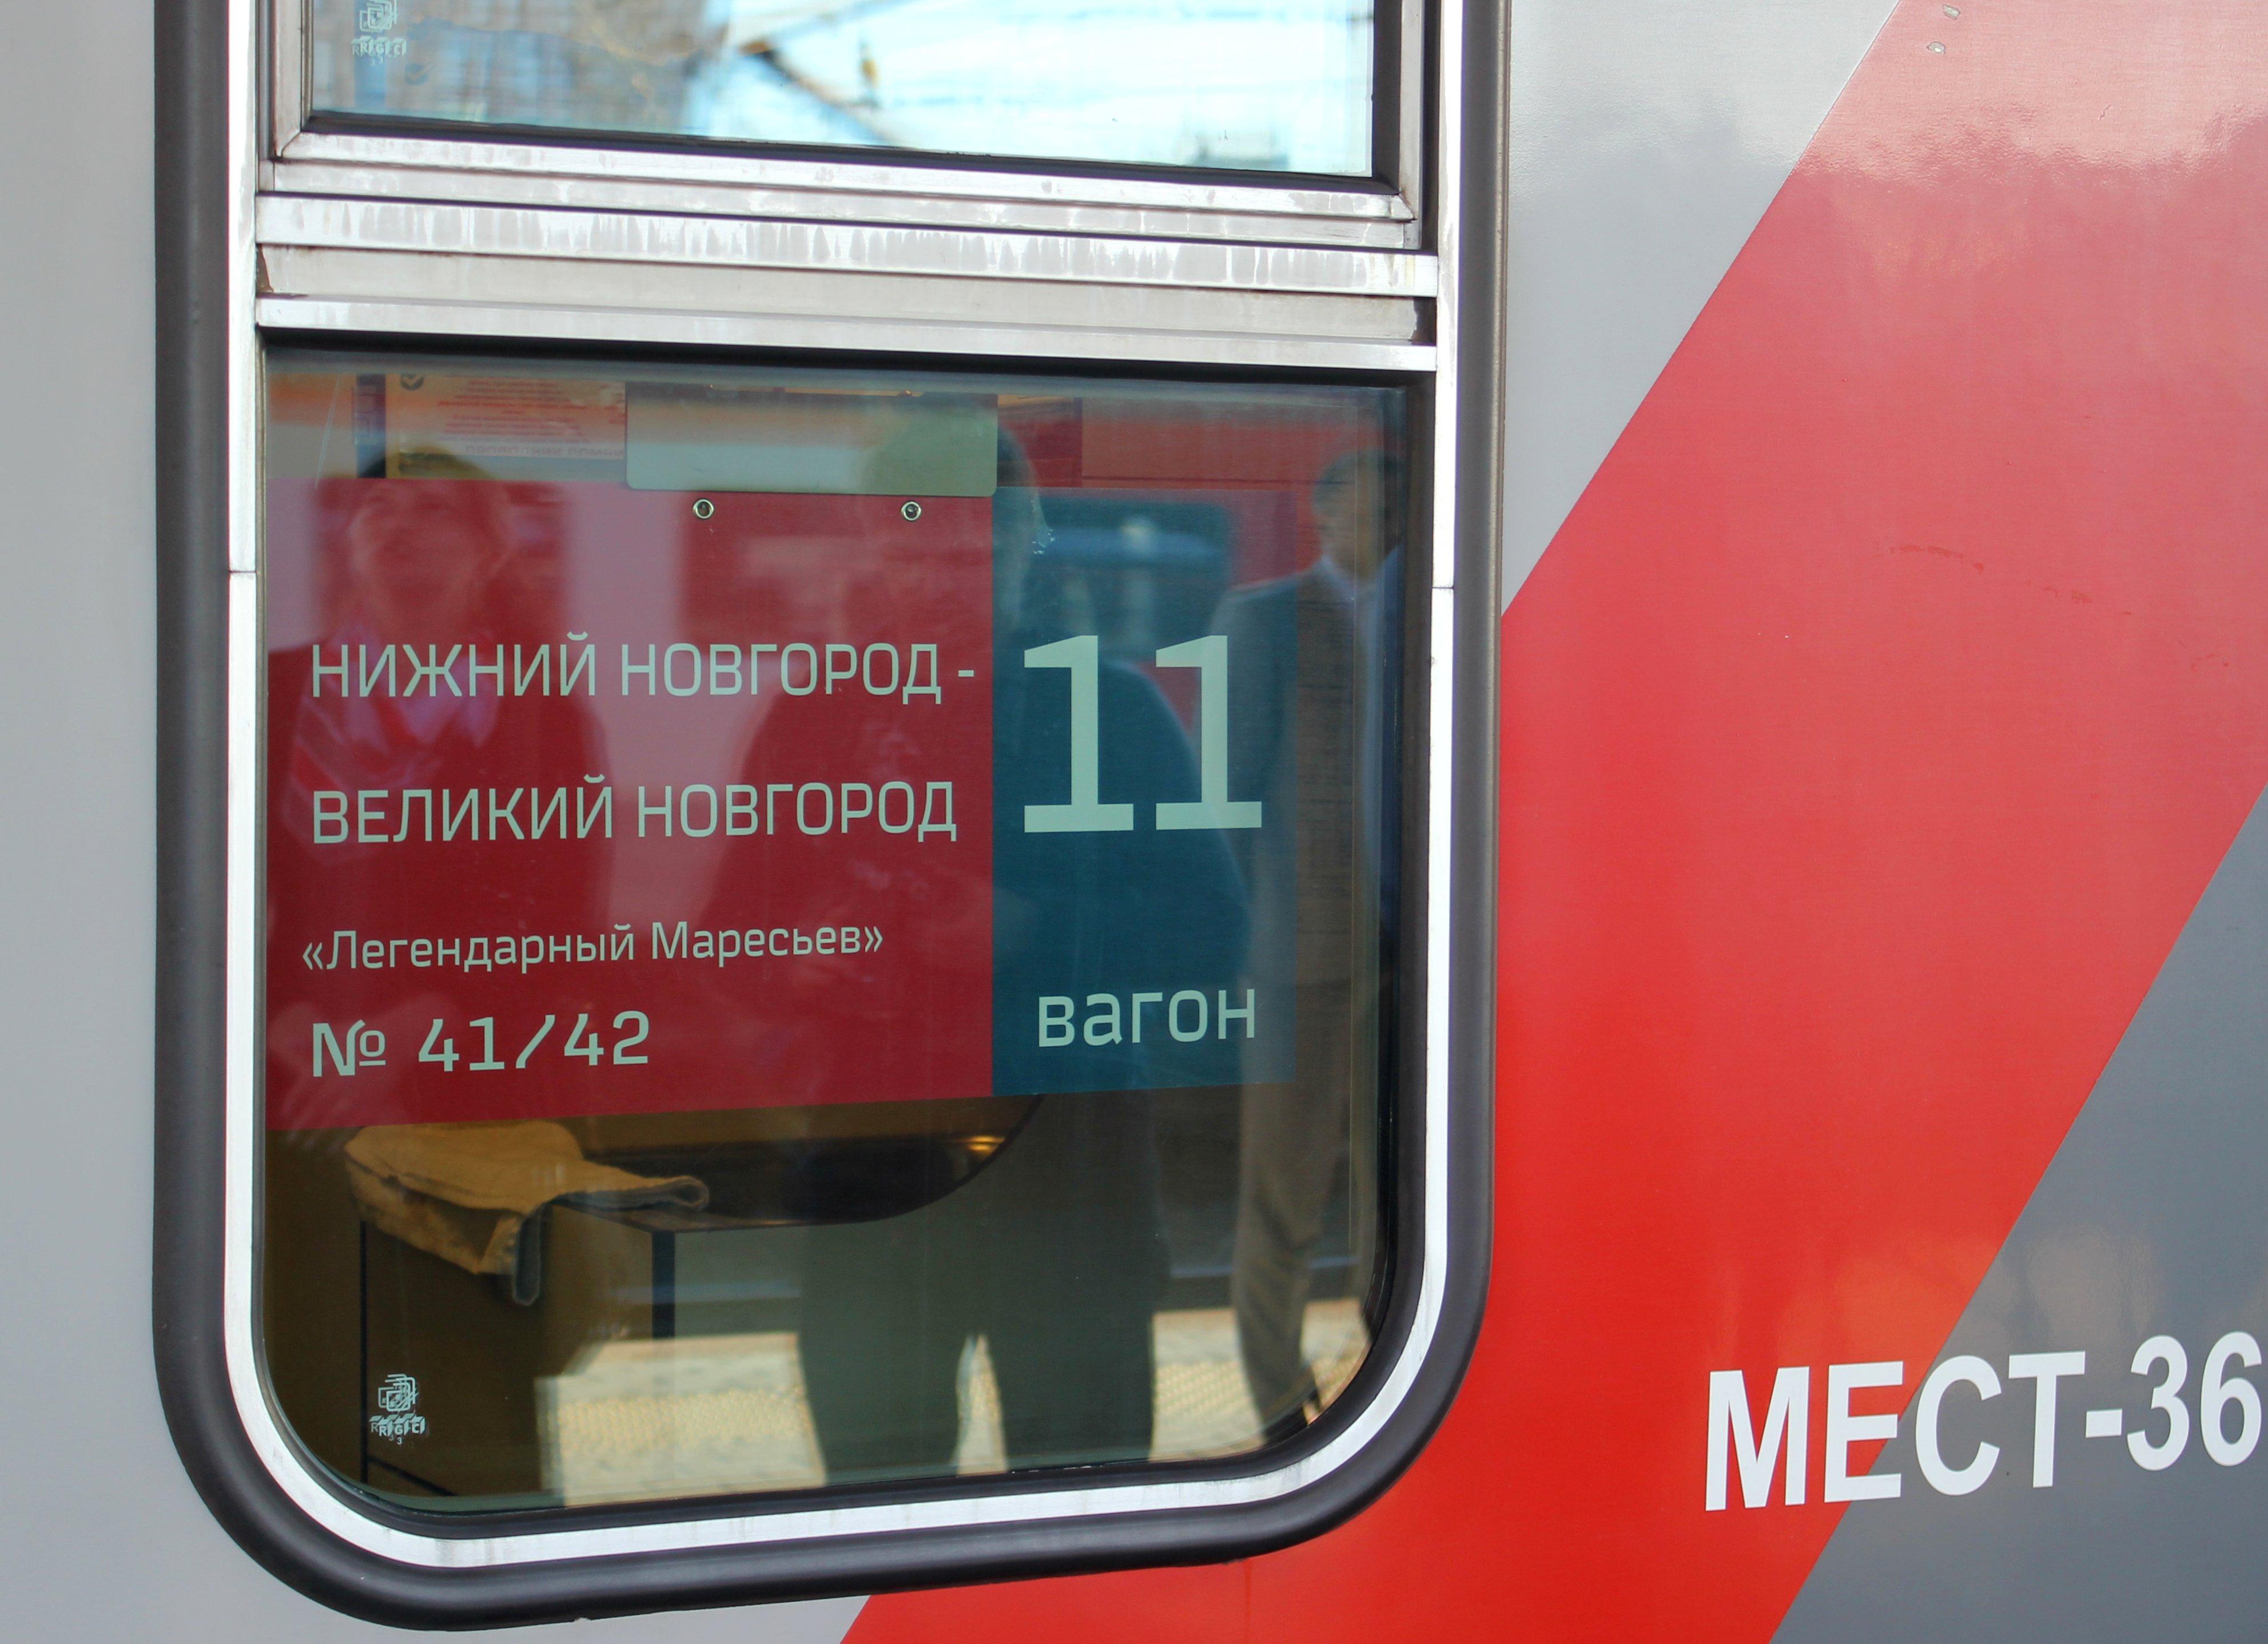 НИЖНИЙ НОВГОРОД -
ВЕЛИКИЙ НОВГОРОД
«Легендарный Маресьев»
№ 41/42
11
вагон
МЕСТ-36